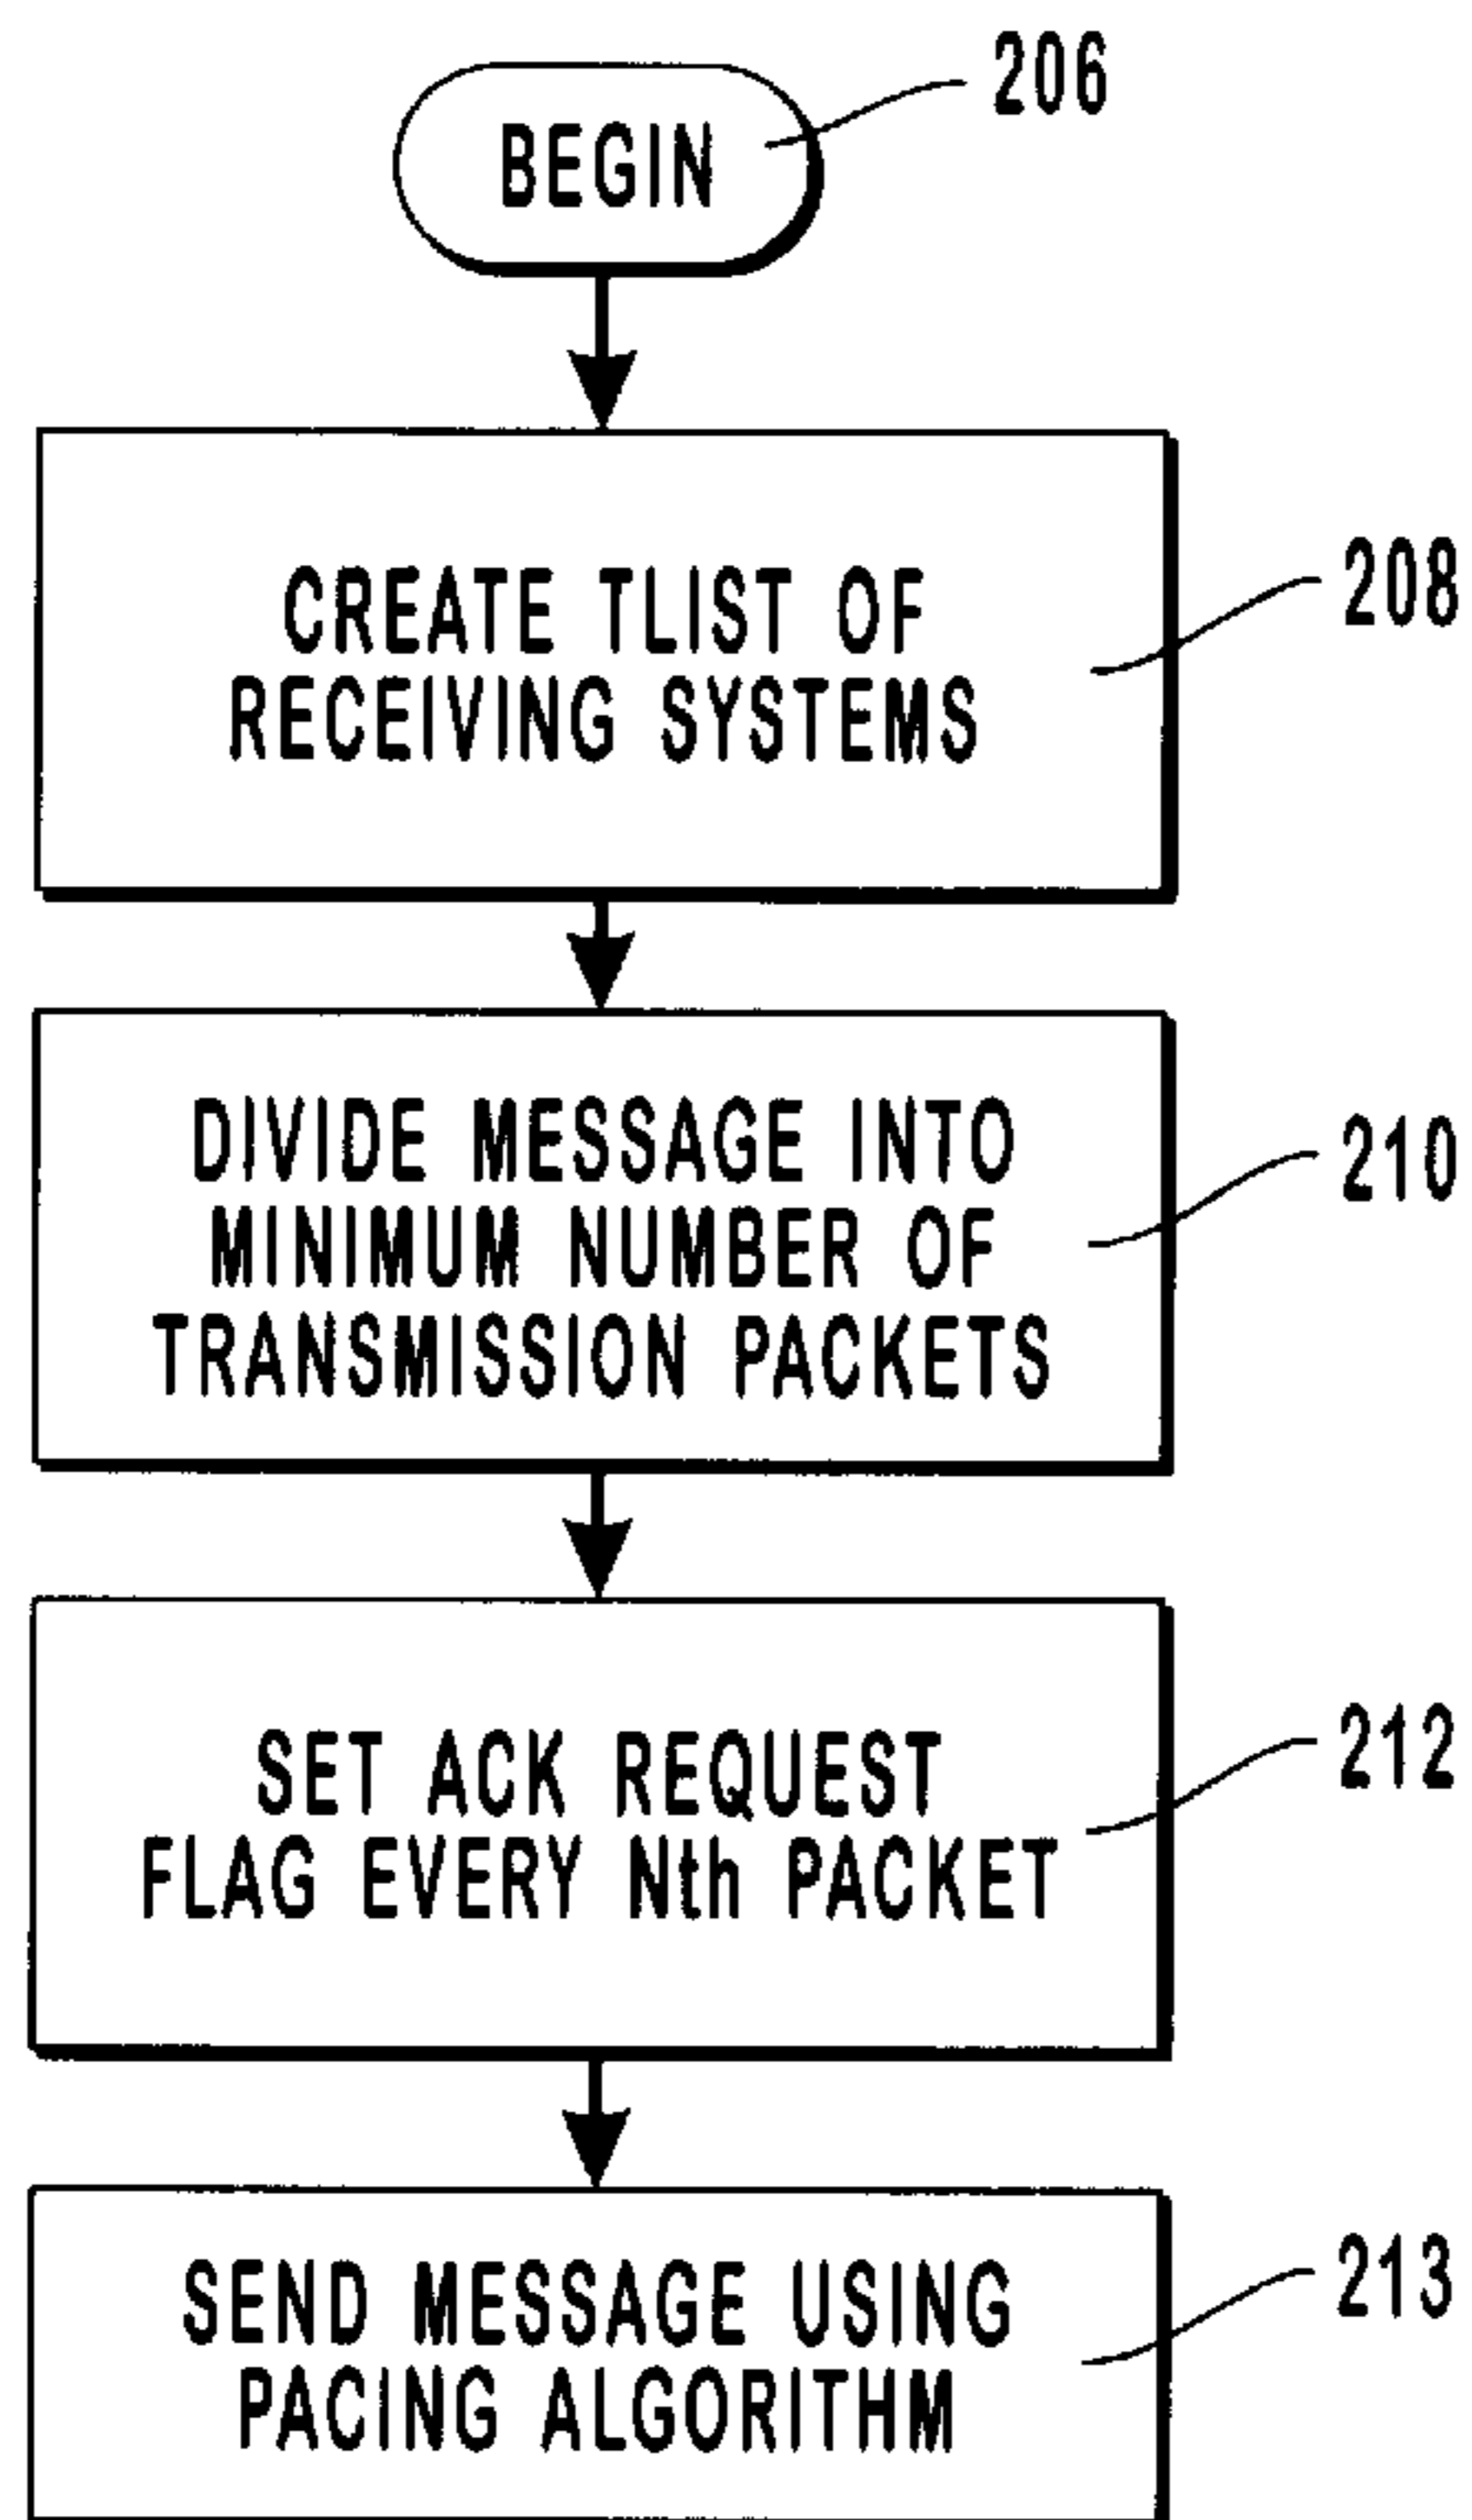 206
BEGIN
CREATE TLIST OF
RECEIVING SYSTEMS
208
DIVIDE MESSAGE INTO
MINIMUM NUMBER OF
TRANSMISSION PACKETS
210
SET ACK REQUEST
FLAG EVERY Nth PACKET
212
SEND MESSAGE USING
PACING ALGORITHM
213